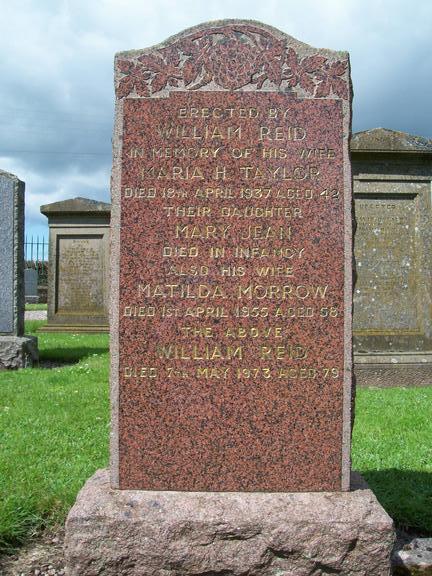 ERECTED BY
WILLIAM REID
IN MEMORY OF HIS WIFE
MARIA H. TAYLOR
DIED 18TH APRIL 1937 AGED 42
THEIR DAUGHTER
MARY JEAN
DIED IN INFANCY
ALSO HIS WIFE
MATILDA MORROW
DIED 1ST APRIL 1955 AGED 58
THE ABOVE
WILLIAM REID
DIED 7TH MAY 1973 AGED 79